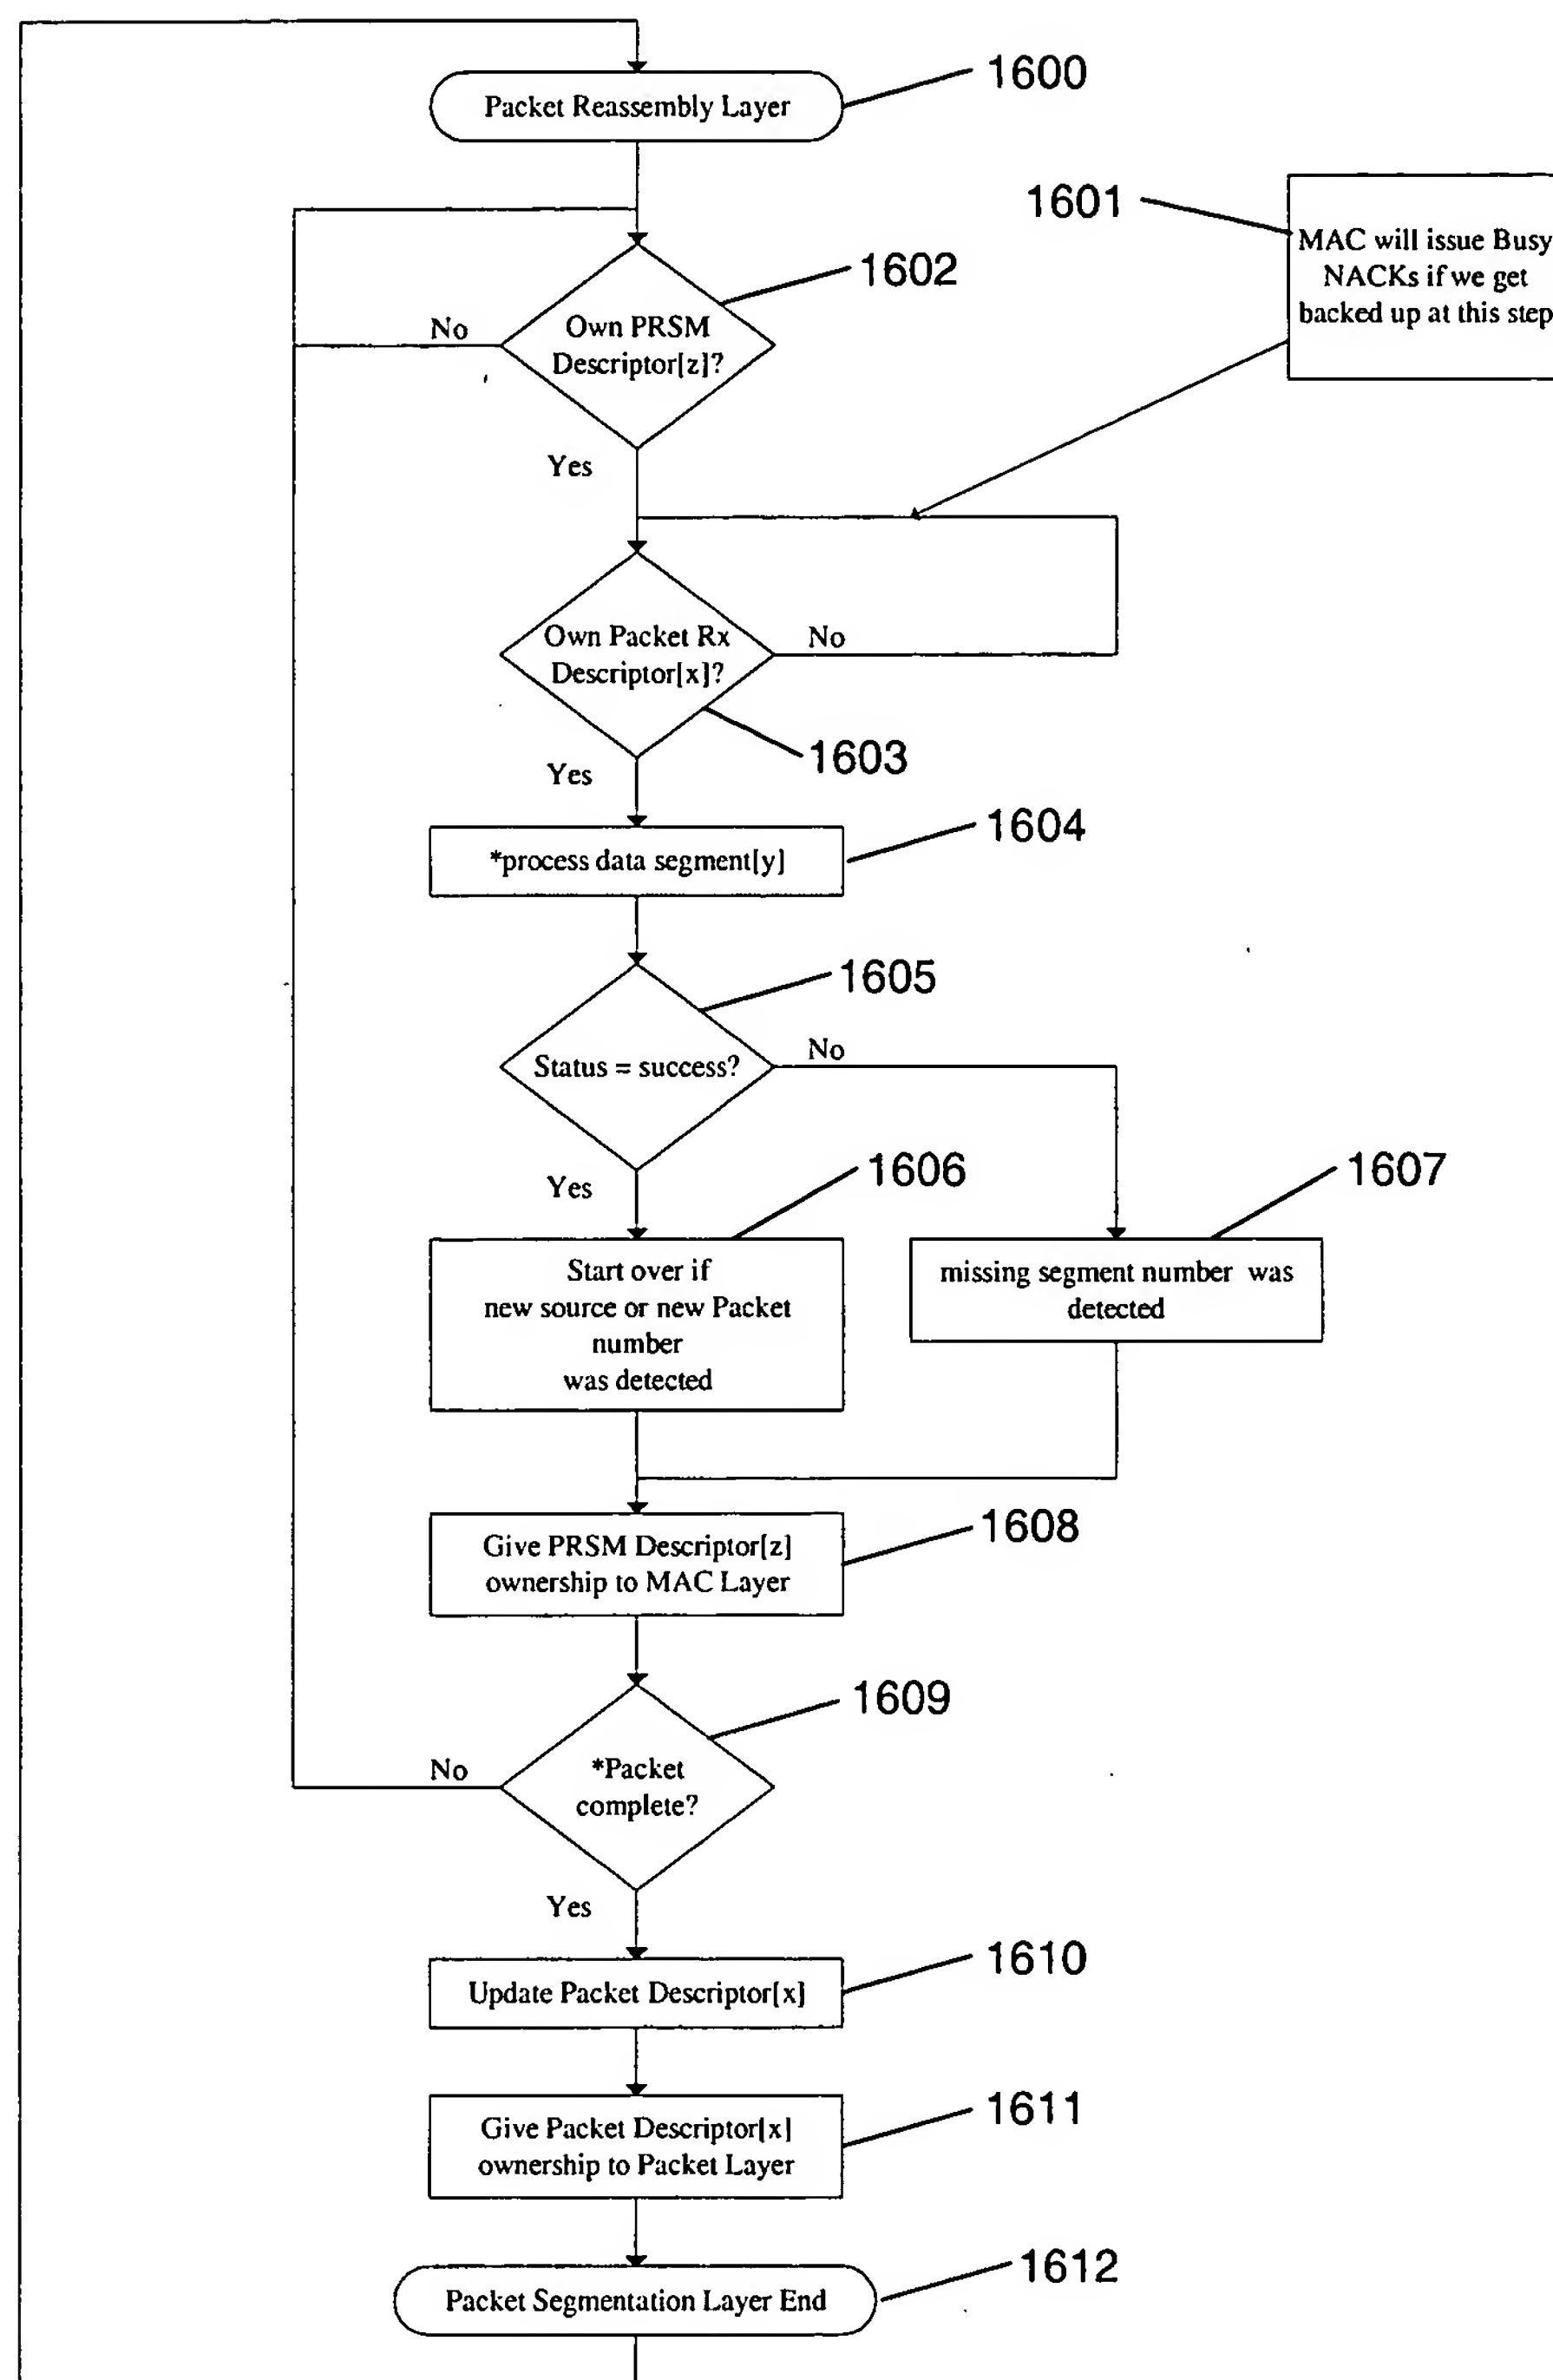 1600
Packet Reassembly Layer
1601
MAC will issue Busy
NACKs if we get
backed up at this step
1602
Own PRSM
Descriptor[z]?
No
Yes
Own Packet Rx
Descriptor[x]?
No
1603
Yes
1604
*process data segment[y]
1605
Status = success?
No
Yes
1606
1607
Start over if
new source or new Packet
number
was detected
missing segment number was
detected
1608
Give PRSM Descriptor[z]
ownership to MAC Layer
1609
*Packet
complete?
No
Yes
1610
Update Packet Descriptor[x]
1611
Give Packet Descriptor[x]
ownership to Packet Layer
1612
Packet Segmentation Layer End